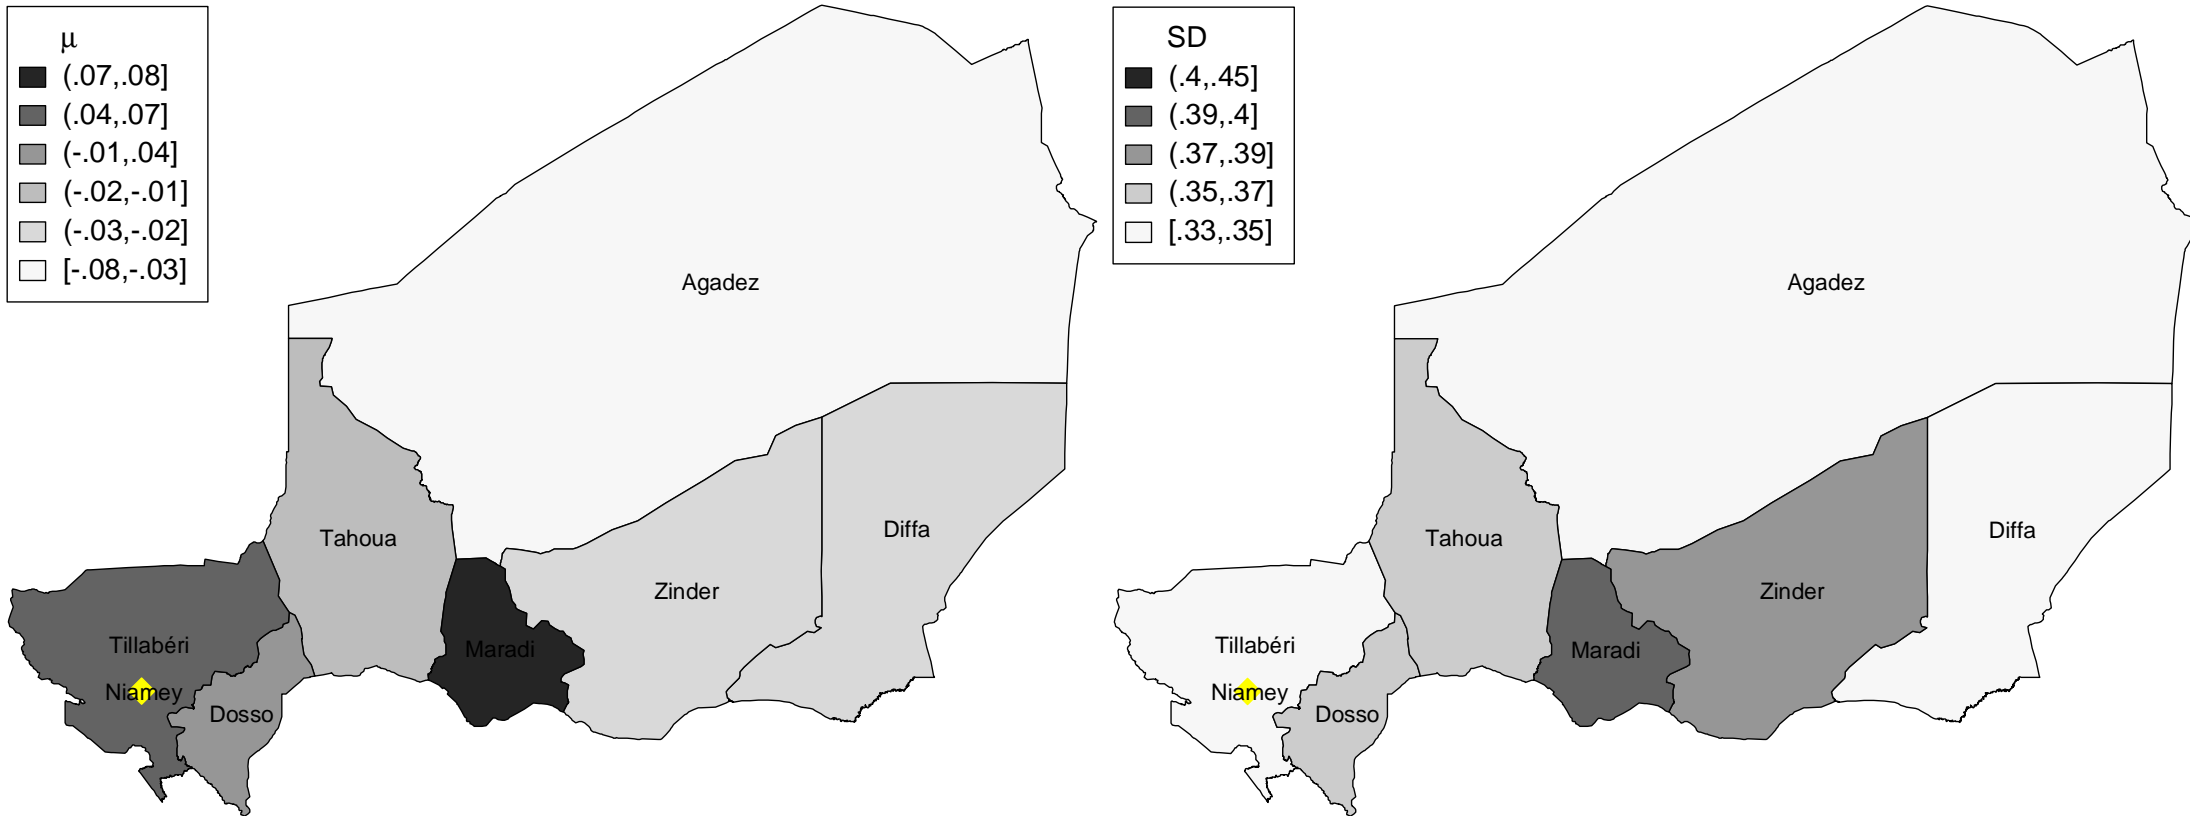 μ
(.07,.08]
(.04,.07]
(-.01,.04]
(-.02,-.01]
(-.03,-.02]
[-.08,-.03]
Agadez
Tahoua
Diffa
Zinder
Maradi
Tillabéri
Niamey
Dosso
SD
(.4,.45]
(.39,.4]
(.37,.39]
(.35,.37]
[.33,.35]
Agadez
Tahoua
Diffa
Zinder
Maradi
Tillabéri
Niamey
Dosso